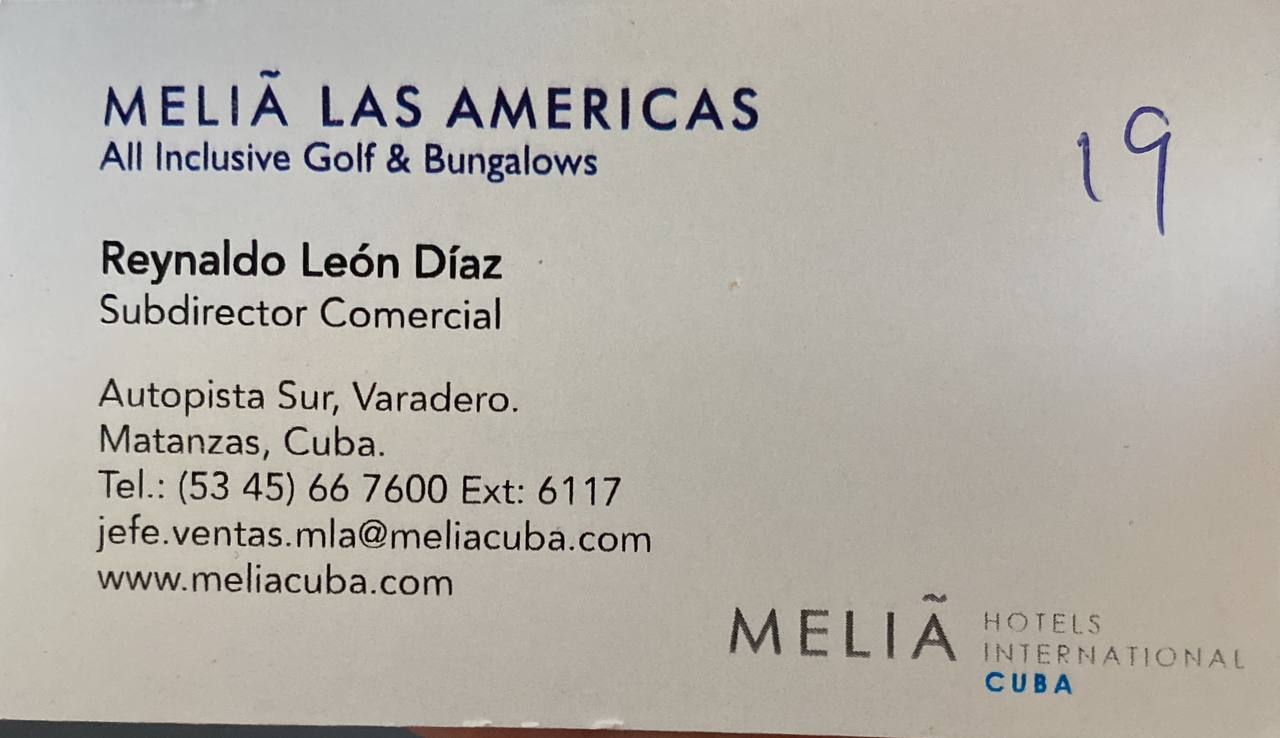 MELIÃ LAS AMERICAS
All Inclusive Golf & Bungalows
19
Reynaldo León Díaz
Subdirector Comercial
Autopista Sur, Varadero.
Matanzas, Cuba.
Tel.: (53 45) 66 7600 Ext: 6117
jefe.ventas.mla@meliacuba.com
www.meliacuba.com
MELIÃ HOTELS
INTERNATIONAL
CUBA